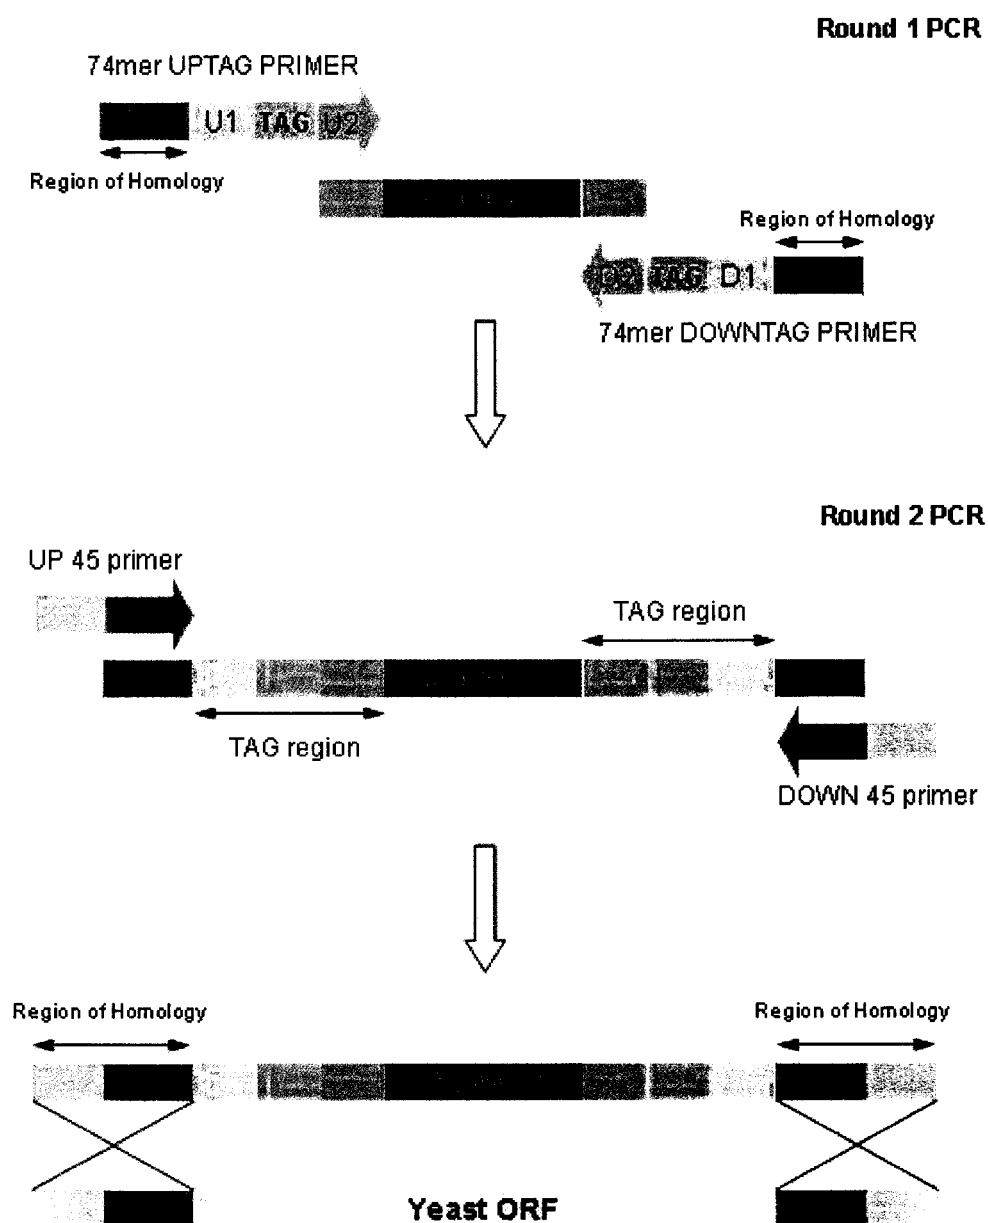 Round 1 PCR
74mer UPTAG PRIMER
U1 TAG U2
Region of Homology
Region of Homology
D2 TAG D1
74mer DOWNTAG PRIMER
Round 2 PCR
UP 45 primer
TAG region
TAG region
DOWN 45 primer
Region of Homology
Region of Homology
Yeast ORF